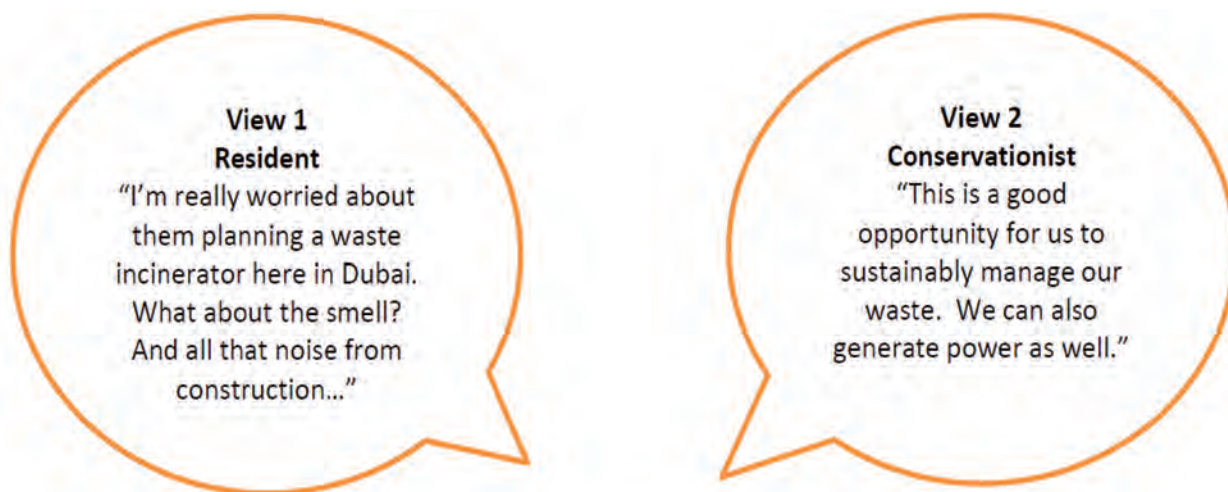 View 1
Resident
“I’m really worried about
them planning a waste
incinerator here in Dubai.
What about the smell?
And all that noise from
construction…”
View 2
Conservationist
“This is a good
opportunity for us to
sustainably manage our
waste.  We can also
generate power as well.”